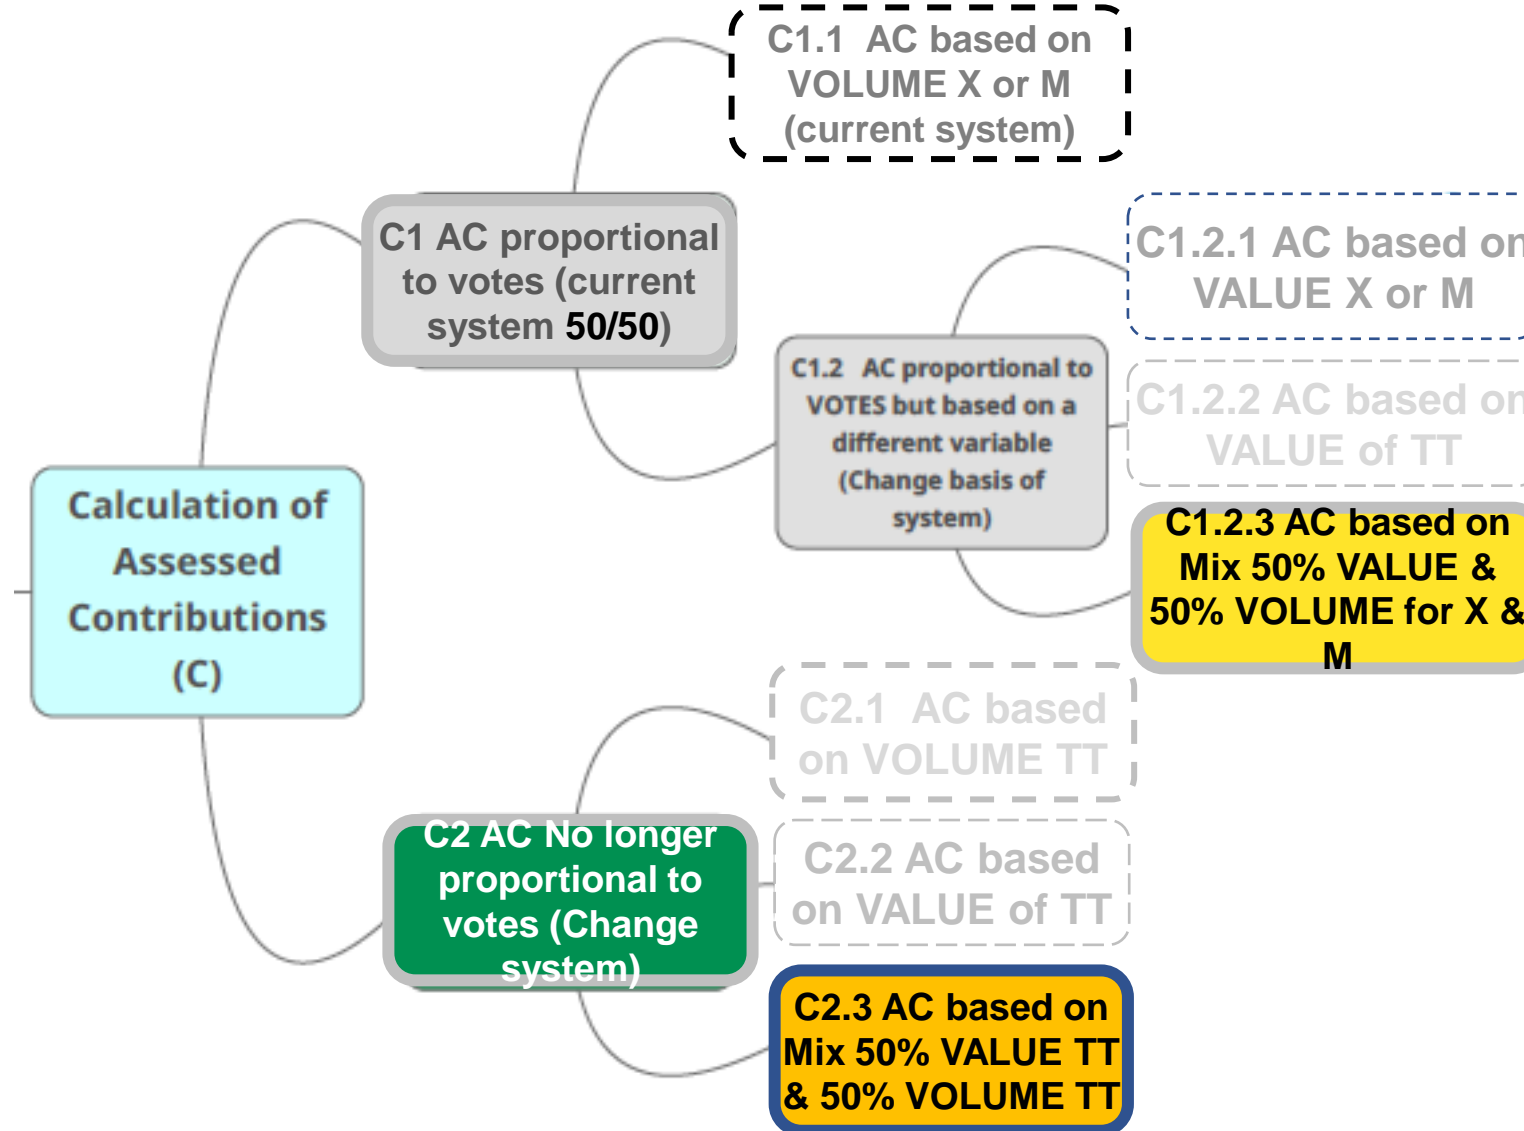 C1.1 AC based on
VOLUME X or M
(current system)
C1 AC proportional
to votes (current
system 50/50)
C1.2.1 AC based on
VALUE X or M
C1.2 AC proportional to
VOTES but based on a
different variable
(Change basis of
system)
C1.2.2 AC based on
VALUE of TT
C1.2.3 AC based on
Mix 50% VALUE &
50% VOLUME for X &
M
Calculation of
Assessed
Contributions
(C)
C2.1 AC based
on VOLUME TT
C2 AC No longer
proportional to
votes (Change
system)
C2.2 AC based
on VALUE of TT
C2.3 AC based on
Mix 50% VALUE TT
& 50% VOLUME TT